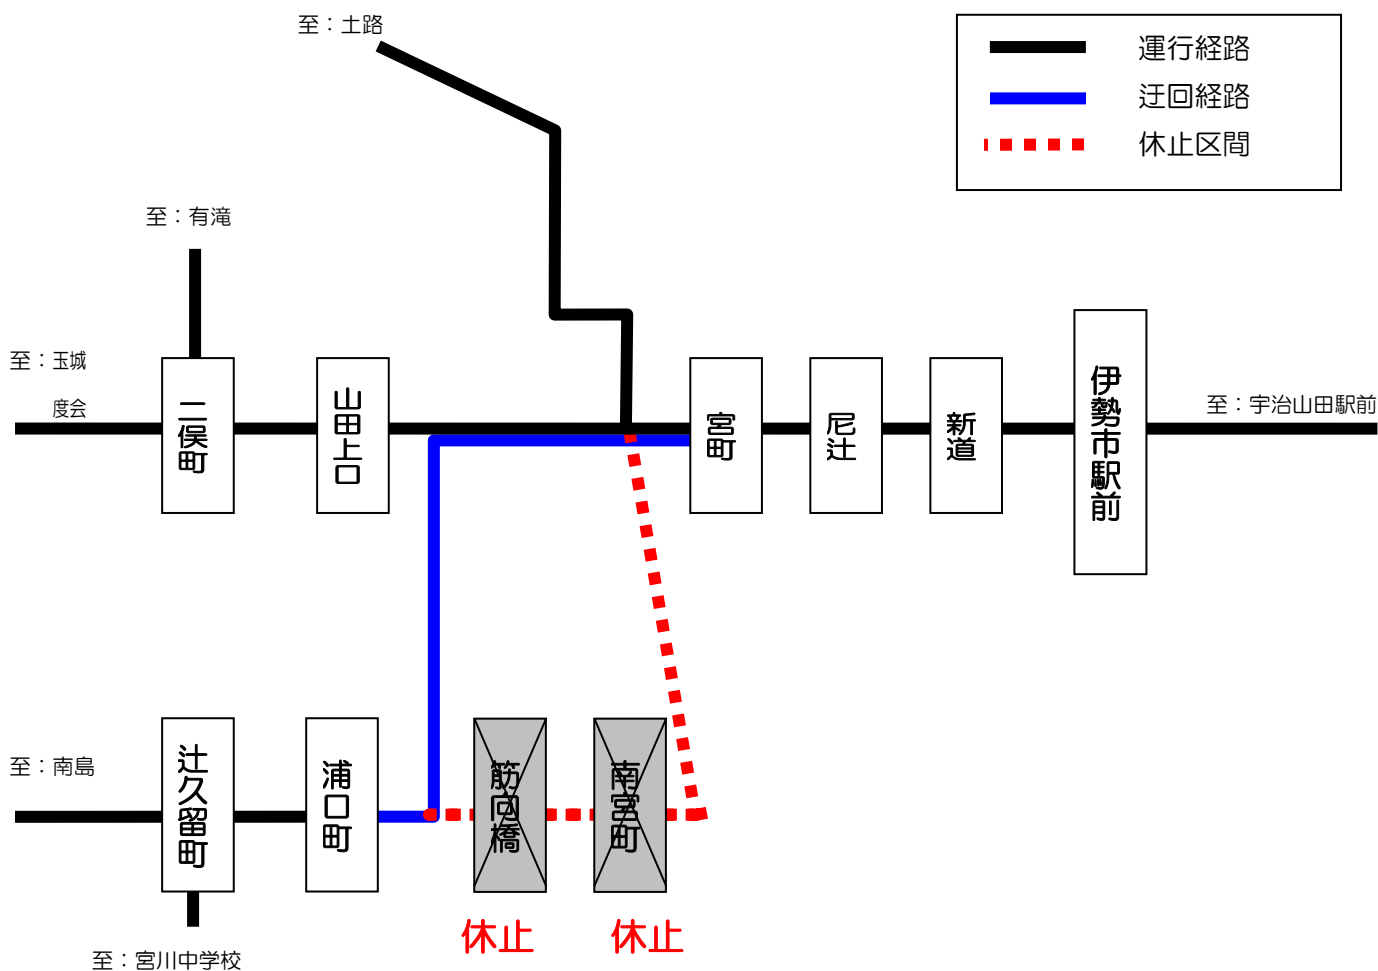 至：土路
運行経路
迂回経路
休止区間
至：有滝
至：玉城
度会
二俣町
山田上口
宮町
尼辻
新道
伊勢市駅前
至：宇治山田駅前
至：南島
辻久留町
浦口町
筋向橋
南宮町
休止
休止
至：宮川中学校